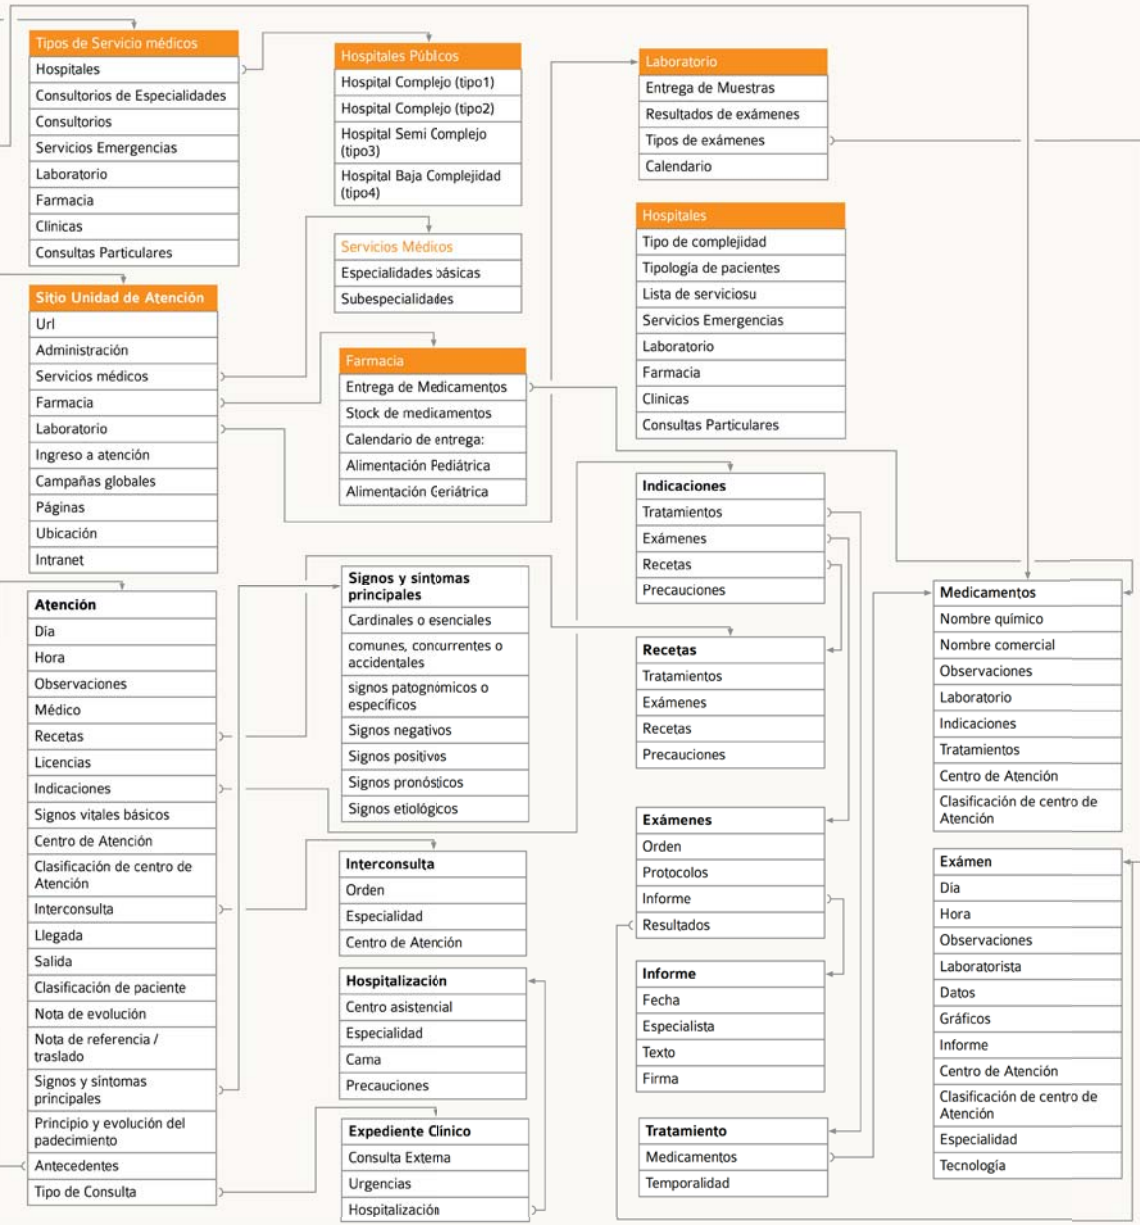 Tipos de Servicio médicos
Hospitales
Consultorios de Especialidades
Consultorios
Servicios Emergencias
Laboratorio
Farmacia
Clínicas
Consultas Particulares
Sitio Unidad de Atención
Url
Administración
Servicios médicos
Farmacia
Laboratorio
Ingreso a atención
Campañas globales
Páginas
Ubicación
Intranet
Atención
Día
Hora
Observaciones
Médico
Recetas
Licencias
Indicaciones
Signos vitales básicos
Centro de Atención
Clasificación de centro de
Atención
Interconsulta
Llegada
Salida
Clasificación de paciente
Nota de evolución
Nota de referencia /
traslado
Signos y síntomas
principales
Principio y evolución del
padecimiento
Antecedentes
Tipo de Consulta
Hospitales Públicos
Hospital Complejo (tipo1)
Hospital Complejo (tipo2)
Hospital Semi Complejo
(tipo3)
Hospital Baja Complejidad
(tipo4)
Servicios Médicos
Especialidades básicas
Subespecialidades
Farmacia
Entrega de Medicamentos
Stock de medicamentos
Calendario de entrega:
Alimentación Pediátrica
Alimentación Geriátrica
Signos y síntomas
principales
Cardinales o esenciales
comunes, concurrentes o
accidentales
signos patognómicos o
específicos
Signos negativos
Signos positivos
Signos pronósticos
Signos etiológicos
Interconsulta
Orden
Especialidad
Centro de Atención
Hospitalización
Centro asistencial
Especialidad
Cama
Precauciones
Expediente Clínico
Consulta Externa
Urgencias
Hospitalización
Laboratorio
Entrega de Muestras
Resultados de exámenes
Tipos de exámenes
Calendario
Hospitales
Tipo de complejidad
Tipología de pacientes
Lista de serviciosu
Servicios Emergencias
Laboratorio
Farmacia
Clinicas
Consultas Particulares
Indicaciones
Tratamientos
Exámenes
Recetas
Precauciones
Recetas
Tratamientos
Exámenes
Recetas
Precauciones
Exámenes
Orden
Protocolos
Informe
Resultados
Informe
Fecha
Especialista
Texto
Firma
Tratamiento
Medicamentos
Temporalidad
Medicamentos
Nombre químico
Nombre comercial
Observaciones
Laboratorio
Indicaciones
Tratamientos
Centro de Atención
Clasificación de centro de
Atención
Exámen
Día
Hora
Observaciones
Laboratorista
Datos
Gráficos
Informe
Centro de Atención
Clasificación de centro de
Atención
Especialidad
Tecnología